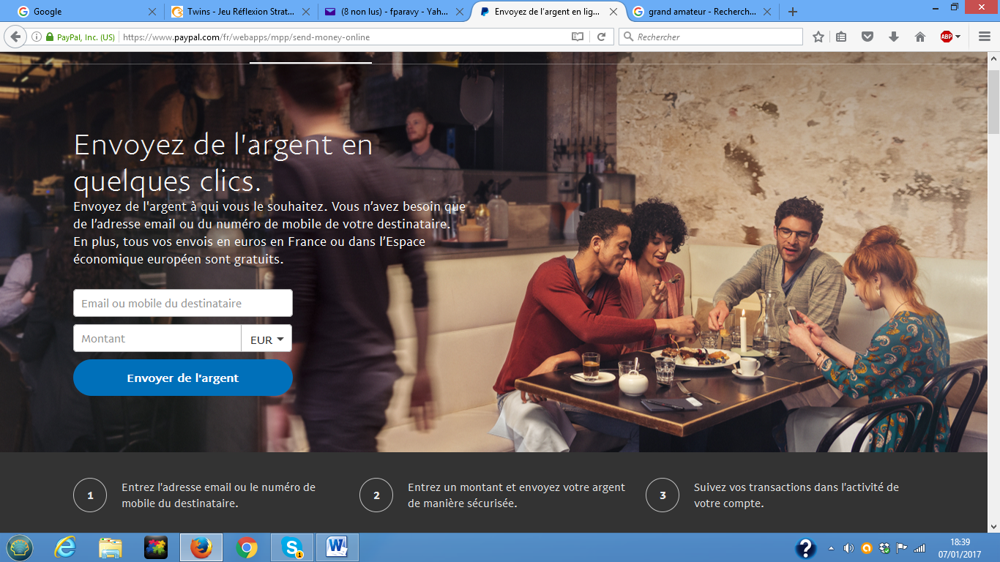 Google
Twins - Jeu Réflexion Strat...
(8 non lus) - fparavy - Yah...
Envoyez de l'argent en lig...
grand amateur - Recherch...
PayPal, Inc. (US)
https://www.paypal.com/fr/webapps/mpp/send-money-online
Rechercher
ABP
Envoyez de l'argent en
quelques clics.
Envoyez de l'argent à qui vous le souhaitez. Vous n’avez besoin que
de l’adresse email ou du numéro de mobile de votre destinataire.
En plus, tous vos envois en euros en France ou dans l’Espace
économique européen sont gratuits.
Email ou mobile du destinataire
Montant
EUR
Envoyer de l'argent
1
Entrez l'adresse email ou le numéro de
mobile du destinataire.
2
Entrez un montant et envoyez votre argent
de manière sécurisée.
3
Suivez vos transactions dans l'activité de
votre compte.
1
18:39
07/01/2017